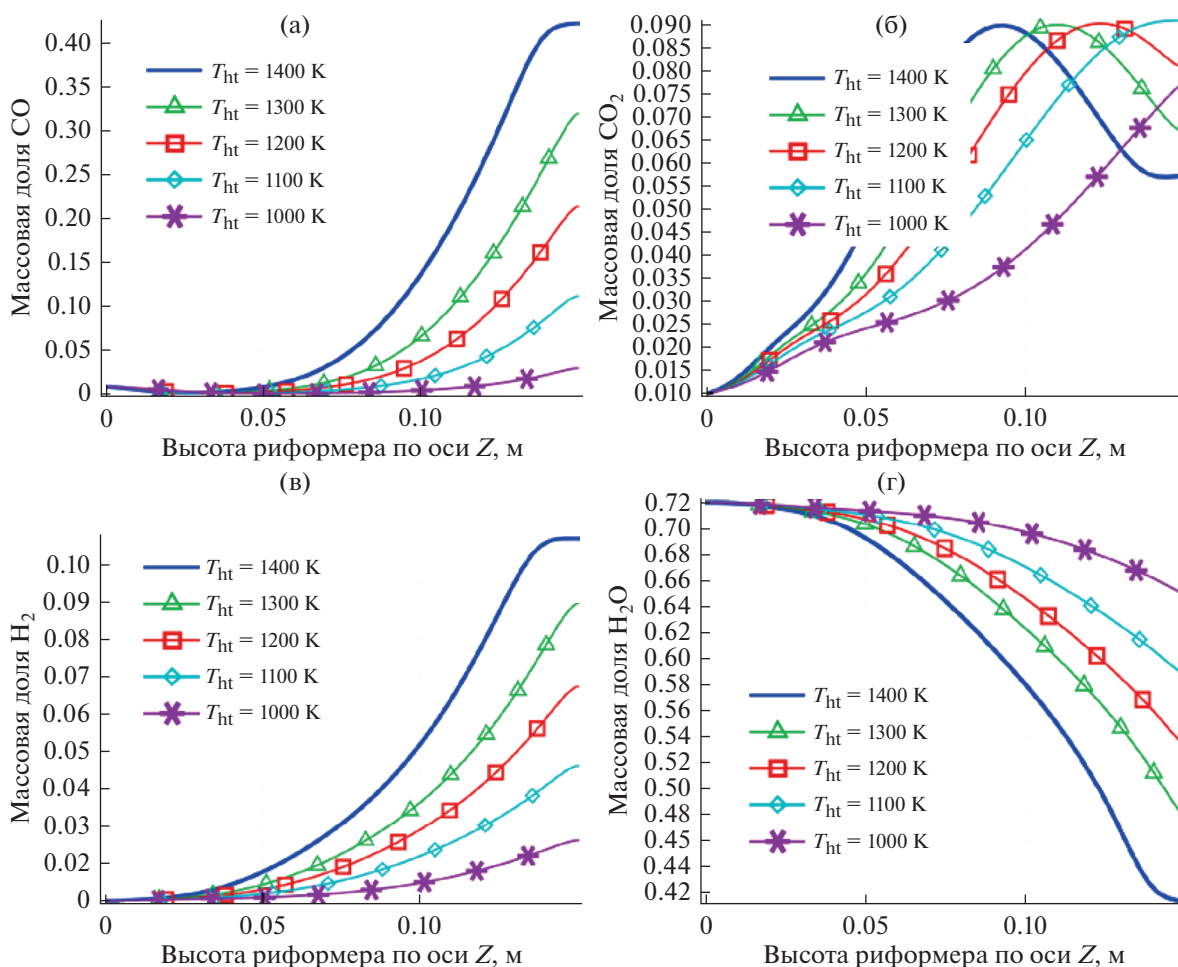 (а)
Массовая доля CO
0.40
0.35
0.30
0.25
0.20
0.15
0.10
0.05
0
T_ht = 1400 K
T_ht = 1300 K
T_ht = 1200 K
T_ht = 1100 K
T_ht = 1000 K
0 0.05 0.10
Высота риформера по оси Z, м
(б)
Массовая доля CO₂
0.090
0.085
0.080
0.075
0.070
0.065
0.060
0.055
0.050
0.045
0.040
0.035
0.030
0.025
0.020
0.015
0.010
T_ht = 1400 K
T_ht = 1300 K
T_ht = 1200 K
T_ht = 1100 K
T_ht = 1000 K
0 0.05 0.10
Высота риформера по оси Z, м
(в)
Массовая доля H₂
0.10
0.09
0.08
0.07
0.06
0.05
0.04
0.03
0.02
0.01
0
T_ht = 1400 K
T_ht = 1300 K
T_ht = 1200 K
T_ht = 1100 K
T_ht = 1000 K
0 0.05 0.10
Высота риформера по оси Z, м
(г)
Массовая доля H₂O
0.72
0.70
0.68
0.66
0.64
0.62
0.60
0.58
0.56
0.54
0.52
0.50
0.48
0.46
0.44
0.42
T_ht = 1400 K
T_ht = 1300 K
T_ht = 1200 K
T_ht = 1100 K
T_ht = 1000 K
0 0.05 0.10
Высота риформера по оси Z, м